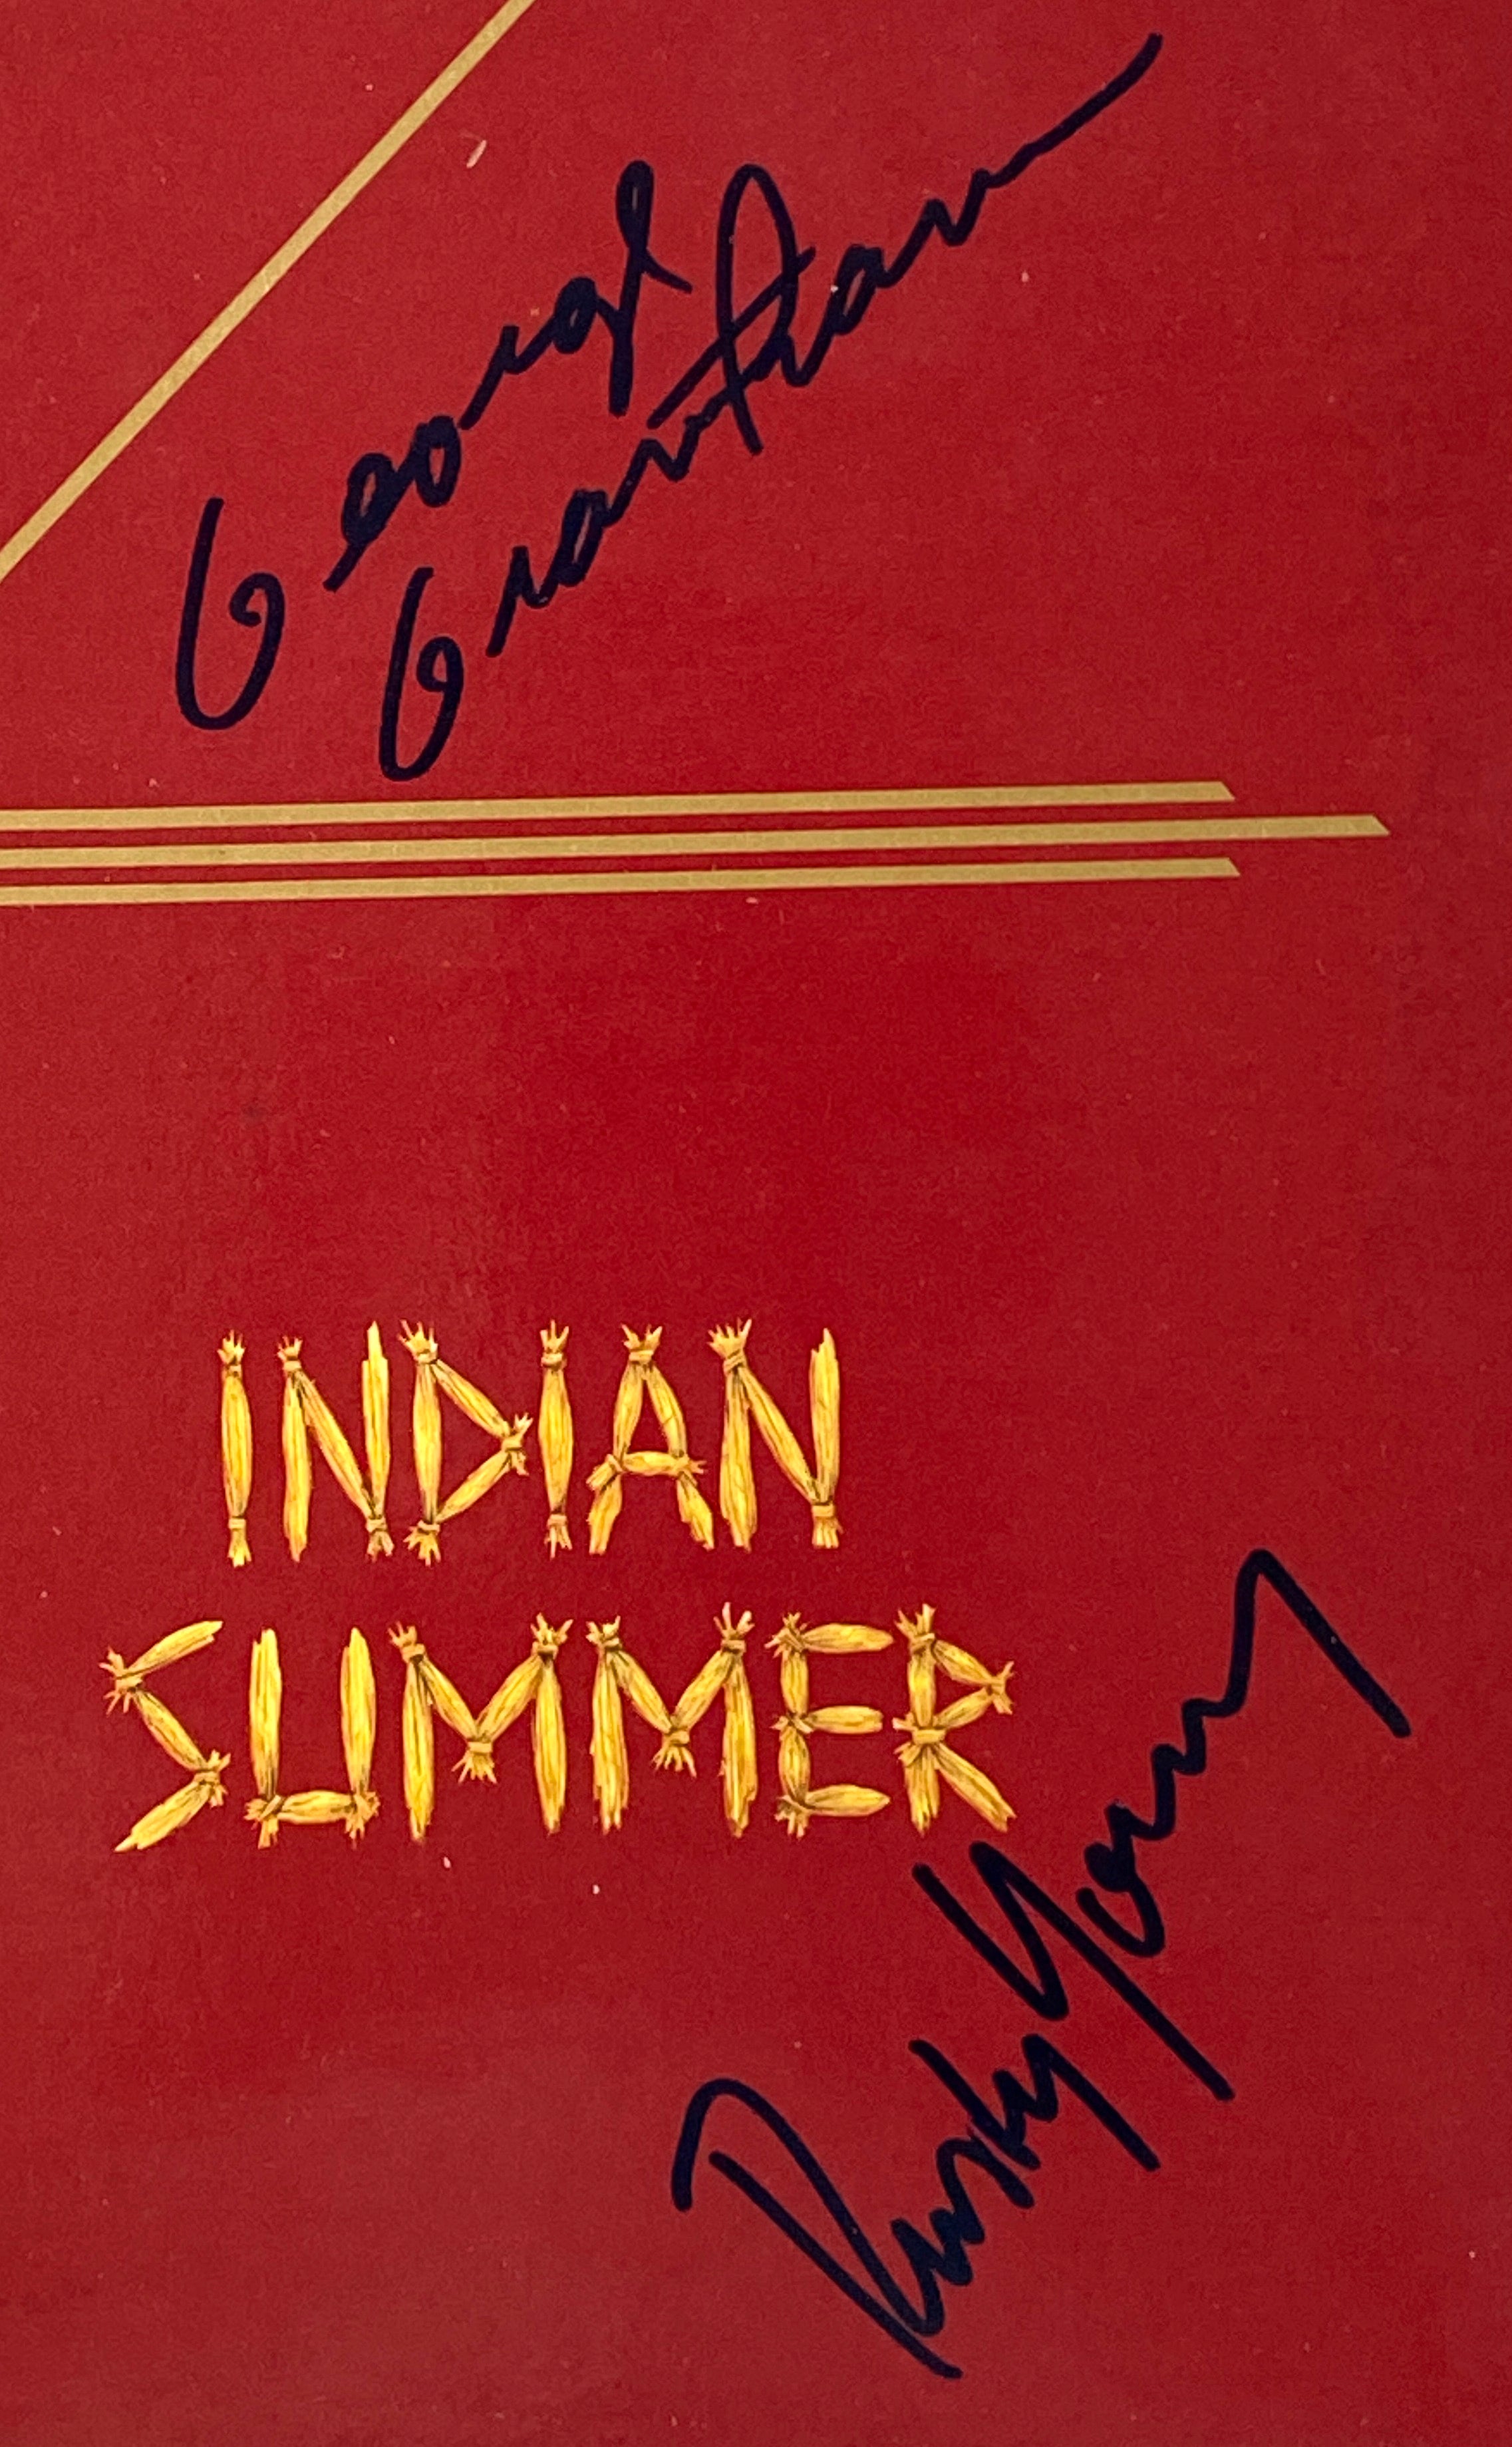 George
Grantham
INDIAN
SUMMER
Rusty Young